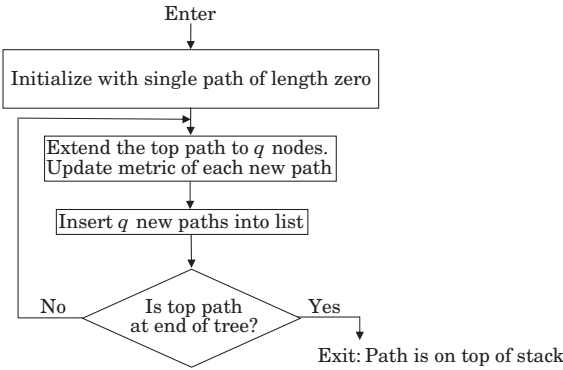 Enter
Initialize with single path of length zero
Extend the top path to q nodes.
Update metric of each new path
Insert q new paths into list
Is top path
at end of tree?
No
Yes
Exit: Path is on top of stack